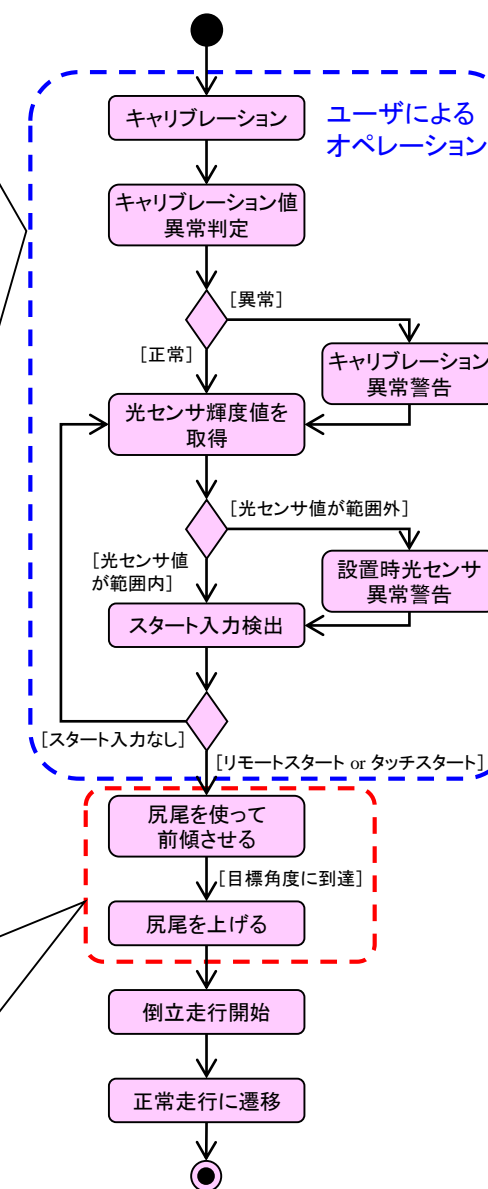 キャリブレーション
ユーザによる
オペレーション
キャリブレーション値
異常判定
[異常]
[正常]
キャリブレーション
異常警告
光センサ輝度値を
取得
[光センサ値が範囲外]
[光センサ値
が範囲内]
設置時光センサ
異常警告
スタート入力検出
[スタート入力なし]
[リモートスタート or タッチスタート]
尻尾を使って
前傾させる
[目標角度に到達]
尻尾を上げる
倒立走行開始
正常走行に遷移